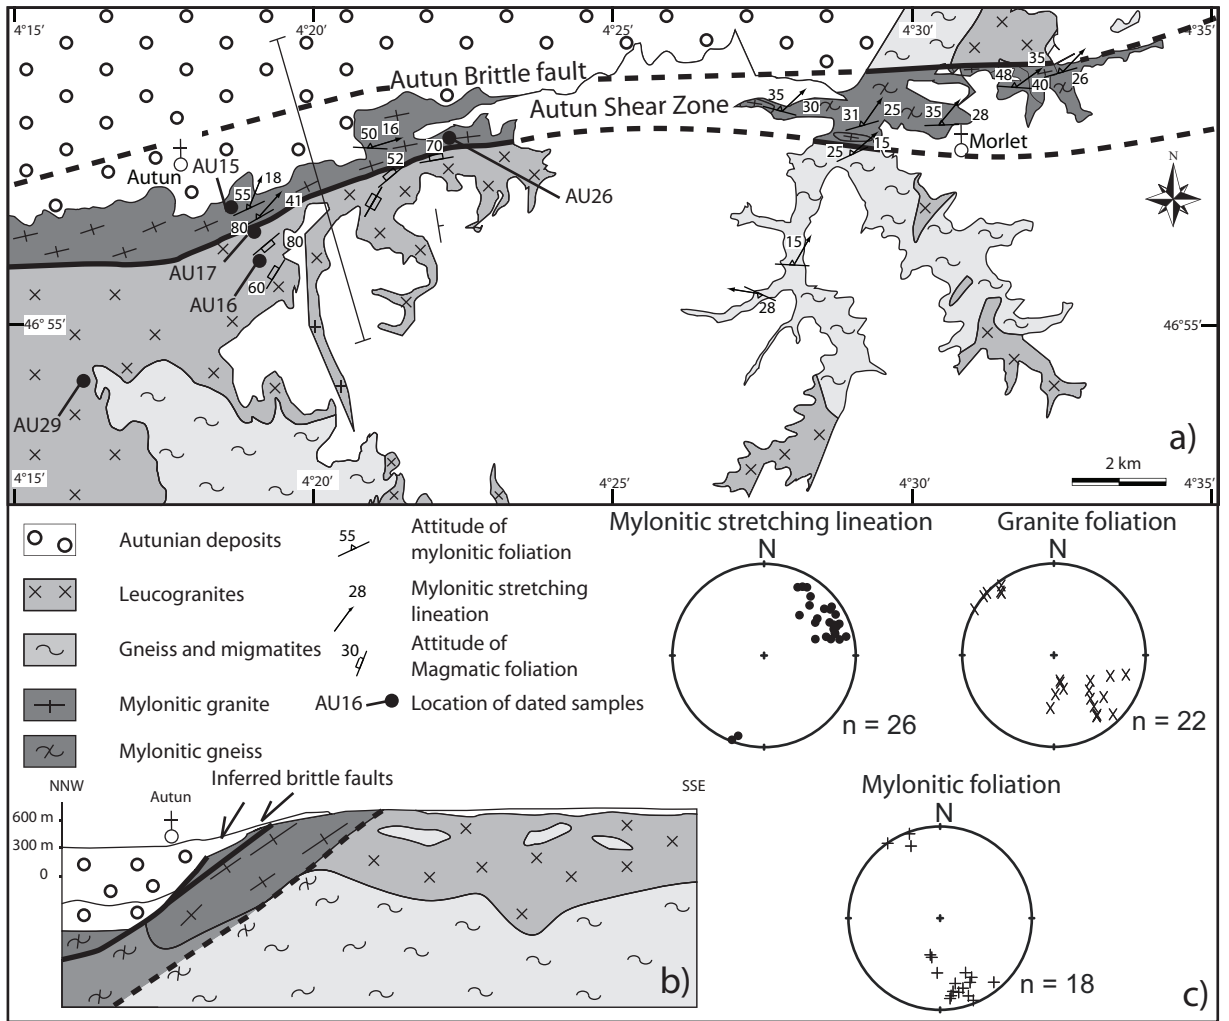 4°15′
4°20′
4°25′
4°30′
4°35′
Autun Brittle fault
Autun Shear Zone
35
48
40
26
35
30
31
25
35
28
25
15
Morlet
N
50
16
52
70
AU26
Autun
AU15
18
55
41
80
80
AU17
AU16
60
15
28
46° 55′
46°55′
AU29
a)
2 km
4°15′
4°20′
4°25′
4°30′
4°35′
Autunian deposits
Leucogranites
Gneiss and migmatites
Mylonitic granite
Mylonitic gneiss
55
Attitude of
mylonitic foliation
28
Mylonitic stretching
lineation
30
Attitude of
Magmatic foliation
AU16
Location of dated samples
Mylonitic stretching lineation
N
n = 26
Granite foliation
N
n = 22
Mylonitic foliation
N
n = 18
c)
Inferred brittle faults
NNW
SSE
Autun
600 m
300 m
0
b)